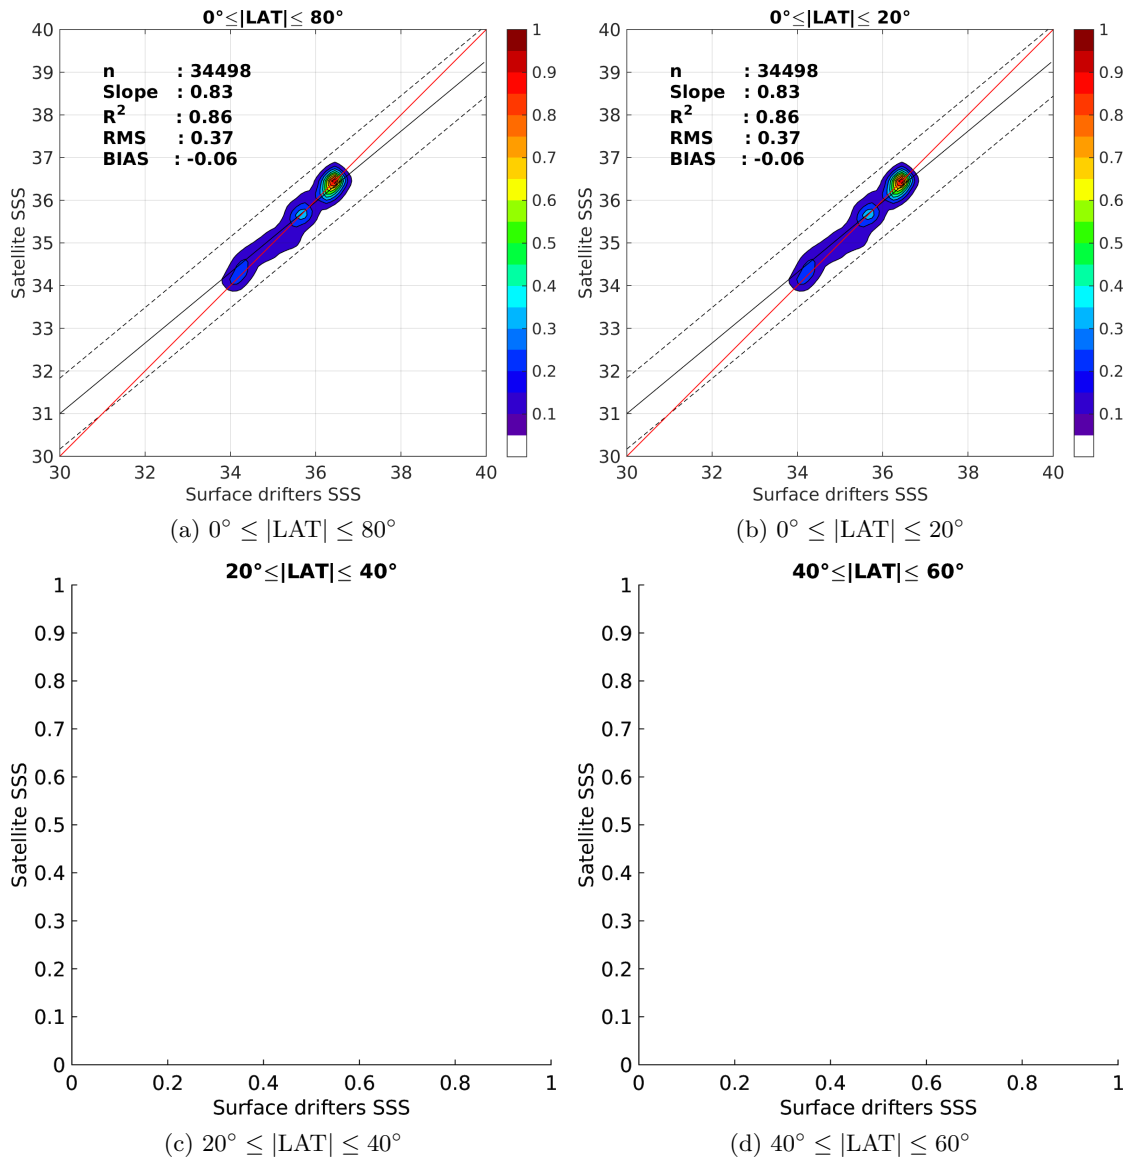 0°≤|LAT|≤ 80°
n : 34498
Slope : 0.83
R² : 0.86
RMS : 0.37
BIAS : -0.06
40
39
38
37
36
35
34
33
32
31
30
30 32 34 36 38 40
Satellite SSS
Surface drifters SSS
1
0.9
0.8
0.7
0.6
0.5
0.4
0.3
0.2
0.1
(a) 0° ≤ |LAT| ≤ 80°
0°≤|LAT|≤ 20°
n : 34498
Slope : 0.83
R² : 0.86
RMS : 0.37
BIAS : -0.06
40
39
38
37
36
35
34
33
32
31
30
30 32 34 36 38 40
Satellite SSS
Surface drifters SSS
1
0.9
0.8
0.7
0.6
0.5
0.4
0.3
0.2
0.1
(b) 0° ≤ |LAT| ≤ 20°
20°≤|LAT|≤ 40°
1
0.9
0.8
0.7
0.6
0.5
0.4
0.3
0.2
0.1
0
0 0.2 0.4 0.6 0.8 1
Satellite SSS
Surface drifters SSS
(c) 20° ≤ |LAT| ≤ 40°
40°≤|LAT|≤ 60°
1
0.9
0.8
0.7
0.6
0.5
0.4
0.3
0.2
0.1
0
0 0.2 0.4 0.6 0.8 1
Satellite SSS
Surface drifters SSS
(d) 40° ≤ |LAT| ≤ 60°